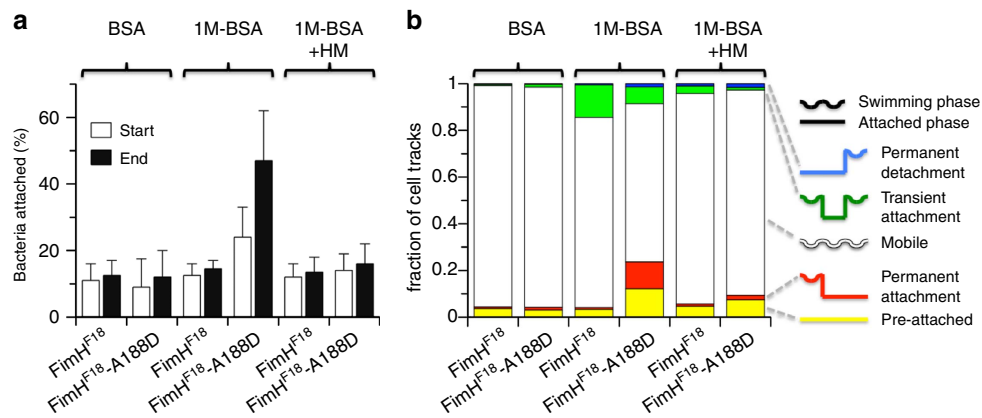 a
BSA
1M-BSA
1M-BSA
+HM
Bacteria attached (%)
60
40
20
0
Start
End
FimH^F18
FimH^F18-A188D
FimH^F18
FimH^F18-A188D
FimH^F18
FimH^F18-A188D
b
BSA
1M-BSA
1M-BSA
+HM
fraction of cell tracks
1
0.8
0.6
0.4
0.2
0
FimH^F18
FimH^F18-A188D
FimH^F18
FimH^F18-A188D
FimH^F18
FimH^F18-A188D
Swimming phase
Attached phase
Permanent
detachment
Transient
attachment
Mobile
Permanent
attachment
Pre-attached